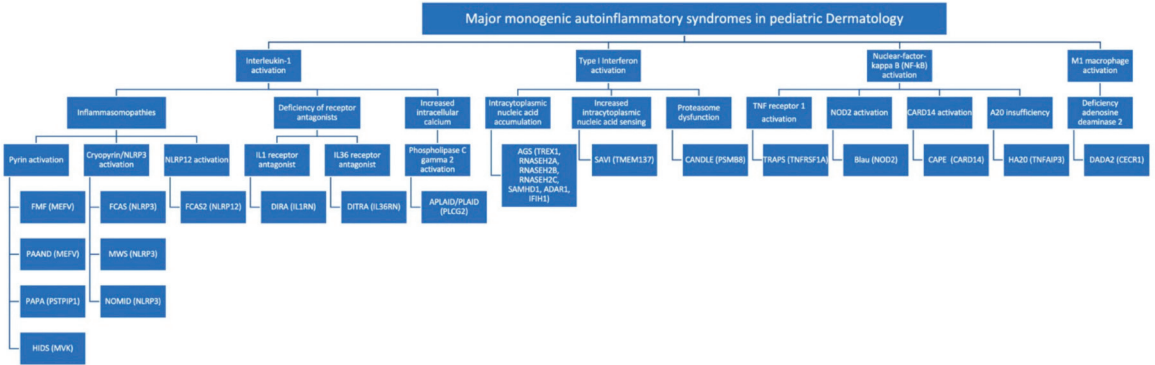 Major monogenic autoinflammatory syndromes in pediatric Dermatology
Interleukin-1
activation
Type I Interferon
activation
Nuclear-factor-
kappa B (NF-kB)
activation
M1 macrophage
activation
Inflammasomopathies
Deficiency of receptor
antagonists
Increased
intracellular
calcium
Intracytoplasmic
nucleic acid
accumulation
Increased
intracytoplasmic
nucleic acid sensing
Proteasome
dysfunction
TNF receptor 1
activation
NOD2 activation
CARD14 activation
A20 insufficiency
Deficiency
adenosine
deaminase 2
Pyrin activation
Cryopyrin/NLRP3
activation
NLRP12 activation
IL1 receptor
antagonist
IL36 receptor
antagonist
Phospholipase C
gamma 2
activation
AGS (TREX1,
RNASEH2A,
RNASEH2B,
RNASEH2C,
SAMHD1, ADAR1,
IFIH1)
SAVI (TMEM137)
CANDLE (PSMB8)
TRAPS (TNFRSF1A)
Blau (NOD2)
CAPE (CARD14)
HA20 (TNFAIP3)
DADA2 (CECR1)
FMF (MEFV)
FCAS (NLRP3)
FCAS2 (NLRP12)
DIRA (IL1RN)
DITRA (IL36RN)
APLAID/PLAID
(PLCG2)
PAAND (MEFV)
MWS (NLRP3)
PAPA (PSTPIP1)
NOMID (NLRP3)
HIDS (MVK)